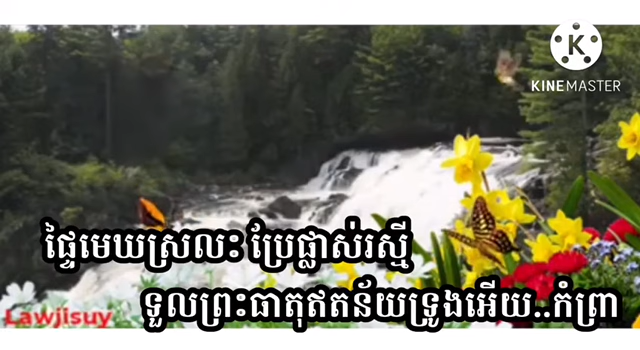 KINEMASTER
ផ្ទៃមេឃស្រលះ ប្រែផ្លាស់រស្មី
ទួលព្រះធាតុឥតន័យទ្រូងអើយ..កំព្រា
Lawjisuy